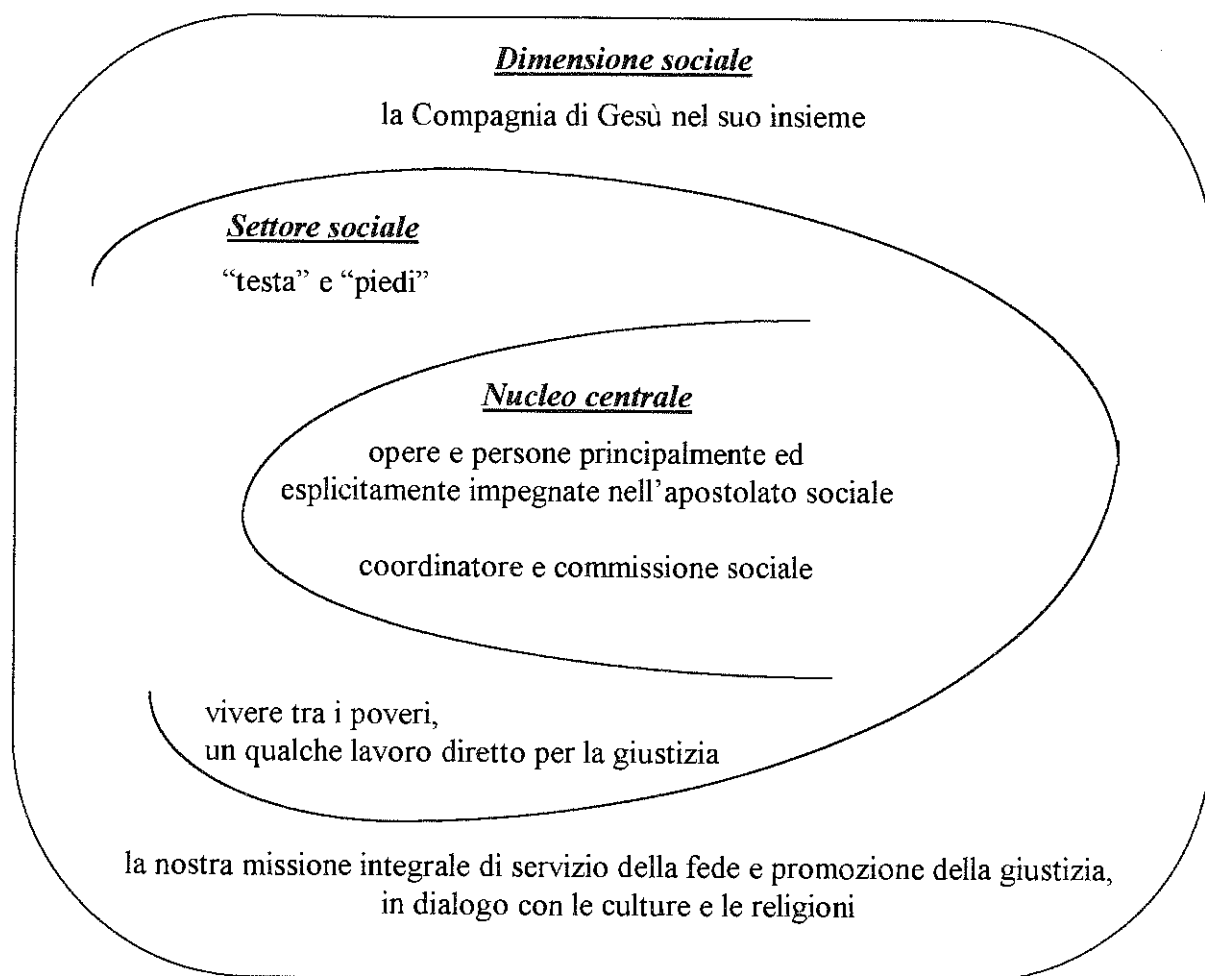 Dimensione sociale
la Compagnia di Gesù nel suo insieme
Settore sociale
“testa” e “piedi”
Nucleo centrale
opere e persone principalmente ed
esplicitamente impegnate nell’apostolato sociale
coordinatore e commissione sociale
vivere tra i poveri,
un qualche lavoro diretto per la giustizia
la nostra missione integrale di servizio della fede e promozione della giustizia,
in dialogo con le culture e le religioni